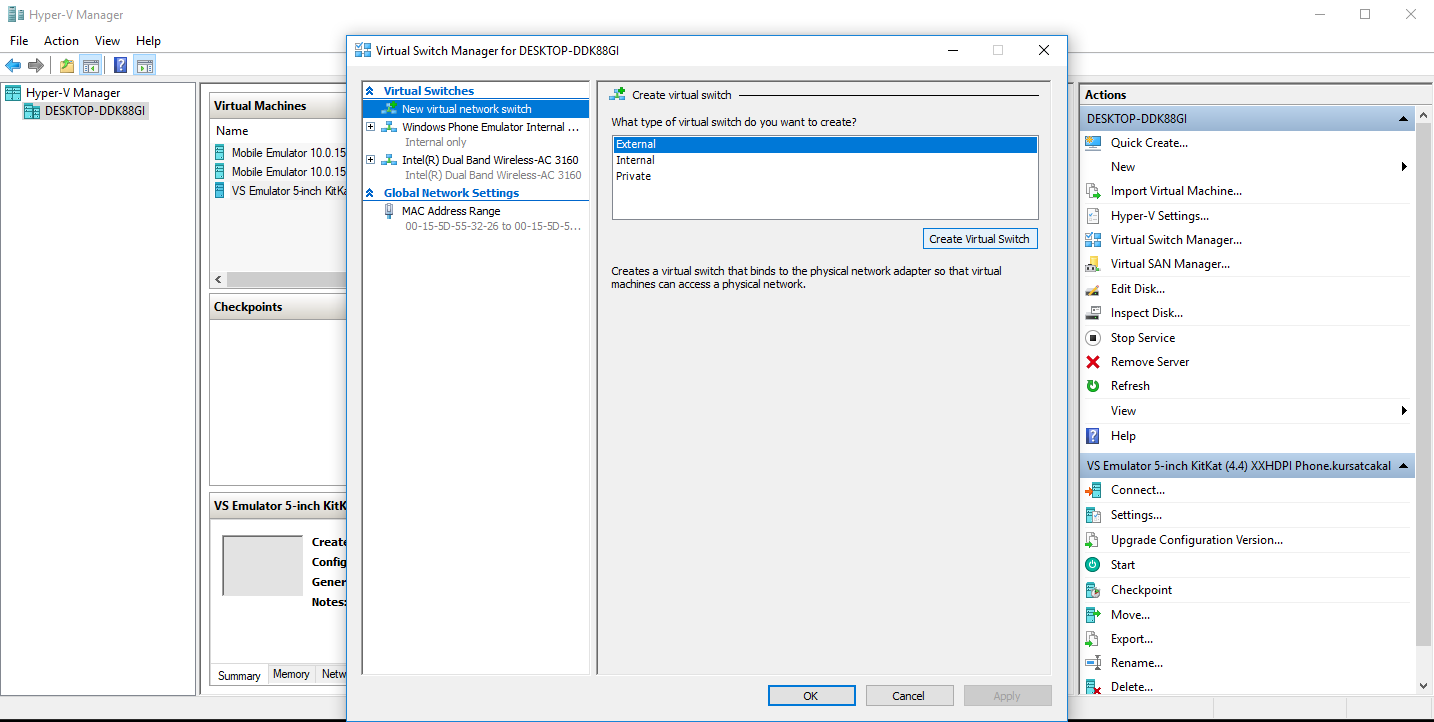 Hyper-V Manager
File Action View Help
Hyper-V Manager
DESKTOP-DDK88GI
Virtual Machines
Name
Mobile Emulator 10.0.15
Mobile Emulator 10.0.15
VS Emulator 5-inch KitKa
Checkpoints
VS Emulator 5-inch KitK
Create
Config
Gener
Notes:
Summary Memory Netw
Virtual Switch Manager for DESKTOP-DDK88GI
Virtual Switches
New virtual network switch
Windows Phone Emulator Internal ...
Internal only
Intel(R) Dual Band Wireless-AC 3160
Intel(R) Dual Band Wireless-AC 3160
Global Network Settings
MAC Address Range
00-15-5D-55-32-26 to 00-15-5D-5...
Create virtual switch
What type of virtual switch do you want to create?
External
Internal
Private
Create Virtual Switch
Creates a virtual switch that binds to the physical network adapter so that virtual
machines can access a physical network.
OK Cancel Apply
Actions
DESKTOP-DDK88GI
Quick Create...
New
Import Virtual Machine...
Hyper-V Settings...
Virtual Switch Manager...
Virtual SAN Manager...
Edit Disk...
Inspect Disk...
Stop Service
Remove Server
Refresh
View
Help
VS Emulator 5-inch KitKat (4.4) XXHDPI Phone.kursatcakal
Connect...
Settings...
Upgrade Configuration Version...
Start
Checkpoint
Move...
Export...
Rename...
Delete...